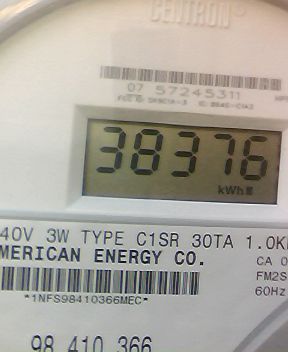 CENTRON®
07 57245311
38376
kWh
40V 3W TYPE C1SR 30TA 1.0K
MERICAN ENERGY CO.
CA 0
FM2S
60Hz
*1NFS98410366MEC*
98 410 366